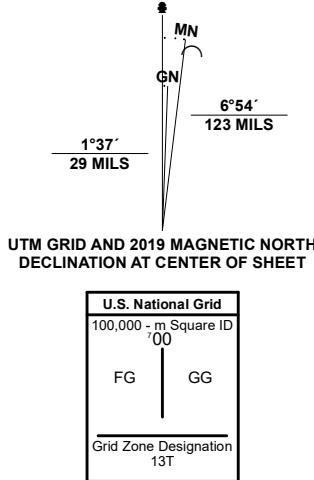 MN
GN
6°54´
123 MILS
1°37´
29 MILS
UTM GRID AND 2019 MAGNETIC NORTH
DECLINATION AT CENTER OF SHEET
U.S. National Grid
100,000 - m Square ID
⁷00
FG GG
Grid Zone Designation
13T